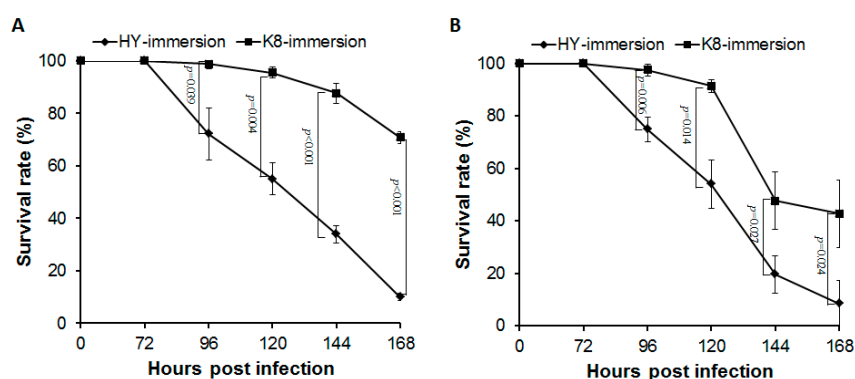 A
HY-immersion K8-immersion
100
80
60
40
20
0
Survival rate (%)
p=0.039
p=0.004
p<0.001
p<0.001
0 72 96 120 144 168
Hours post infection
B
HY-immersion K8-immersion
100
80
60
40
20
0
Survival rate (%)
p=0.006
p=0.014
p=0.027
p=0.024
0 72 96 120 144 168
Hours post infection